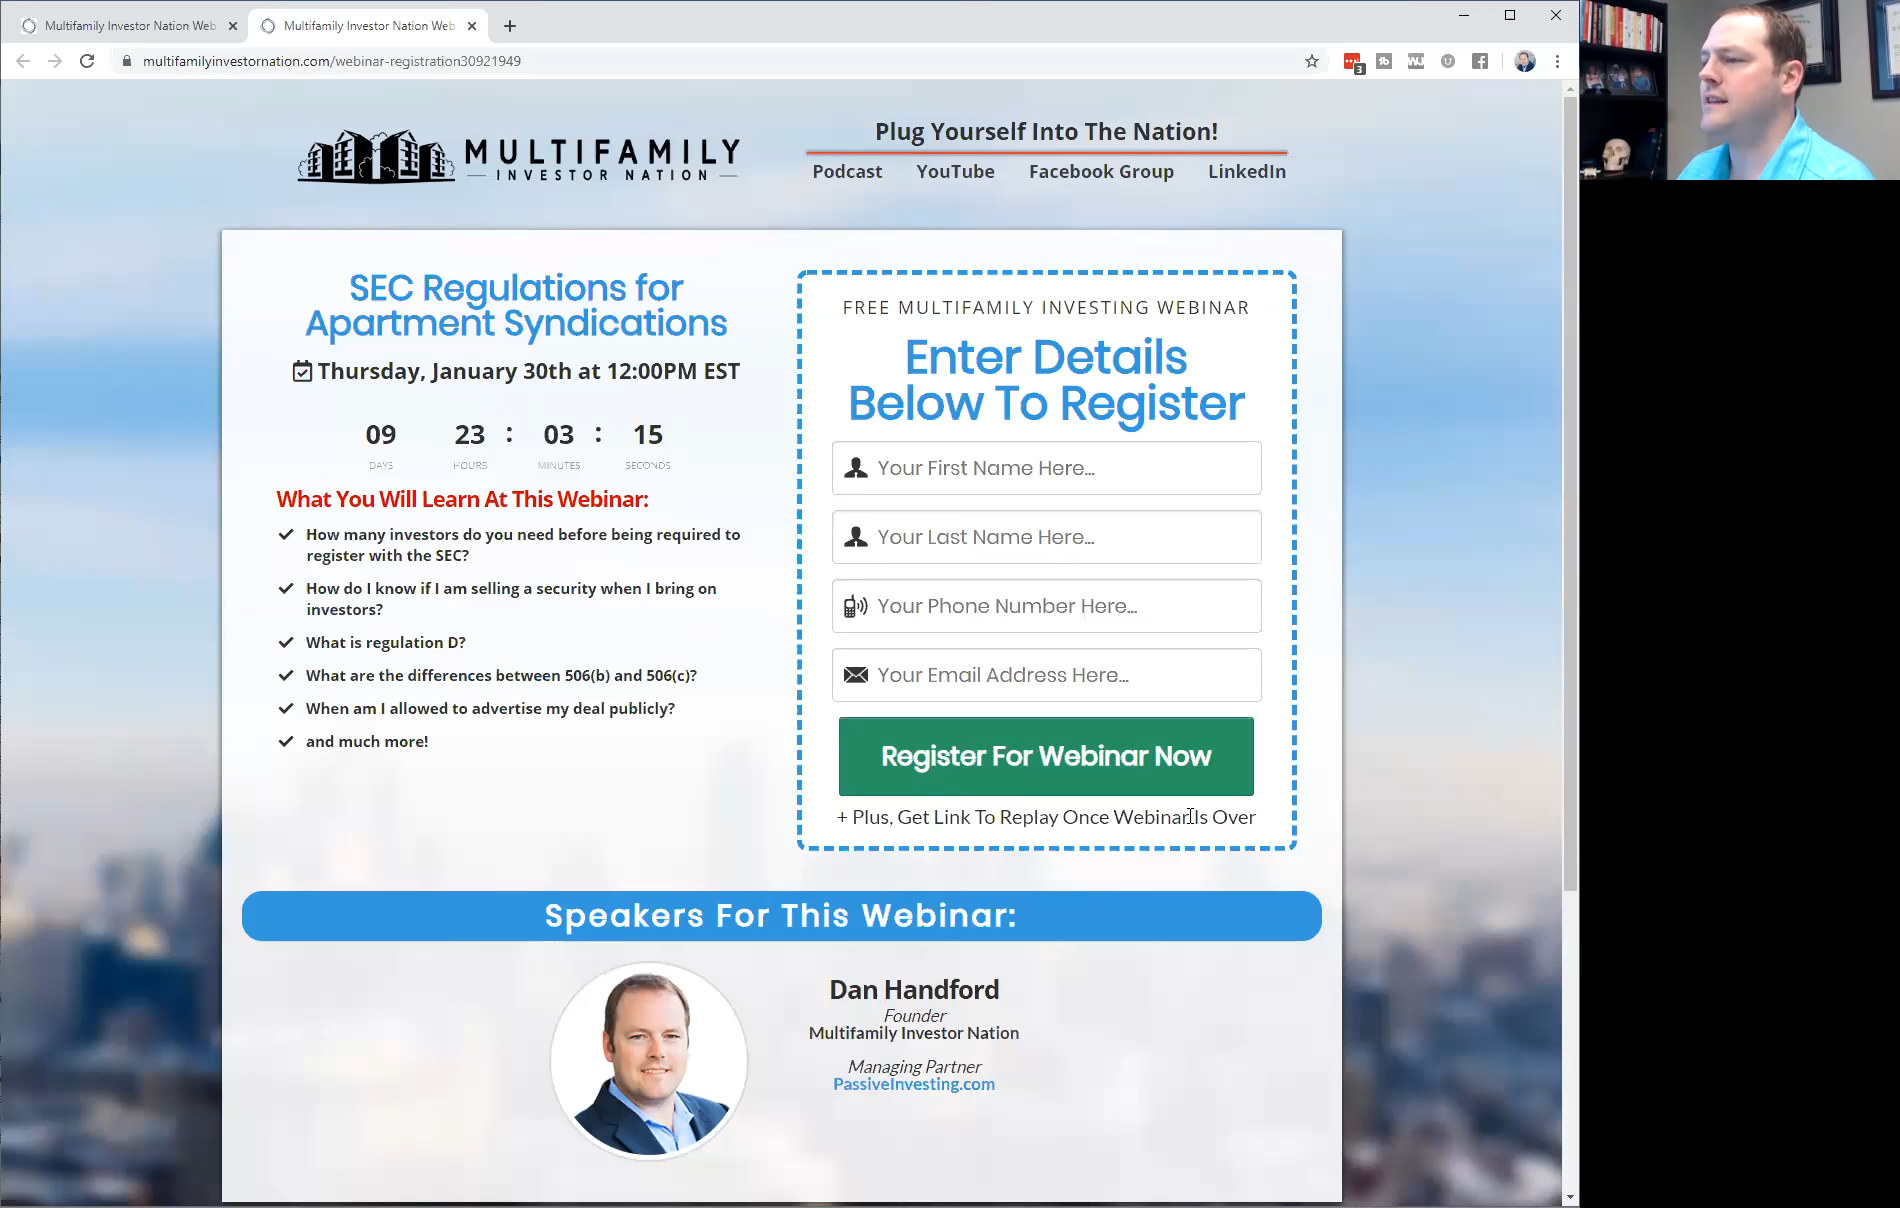 Multifamily Investor Nation Web
Multifamily Investor Nation Web
multifamilyinvestornation.com/webinar-registration30921949
3
MULTIFAMILY
INVESTOR NATION
Plug Yourself Into The Nation!
Podcast YouTube Facebook Group LinkedIn
SEC Regulations for
Apartment Syndications
Thursday, January 30th at 12:00PM EST
09 23 : 03 : 15
DAYS HOURS MINUTES SECONDS
What You Will Learn At This Webinar:
How many investors do you need before being required to
register with the SEC?
How do I know if I am selling a security when I bring on
investors?
What is regulation D?
What are the differences between 506(b) and 506(c)?
When am I allowed to advertise my deal publicly?
and much more!
FREE MULTIFAMILY INVESTING WEBINAR
Enter Details
Below To Register
Your First Name Here...
Your Last Name Here...
Your Phone Number Here...
Your Email Address Here...
Register For Webinar Now
+ Plus, Get Link To Replay Once Webinar Is Over
Speakers For This Webinar:
Dan Handford
Founder
Multifamily Investor Nation
Managing Partner
PassiveInvesting.com